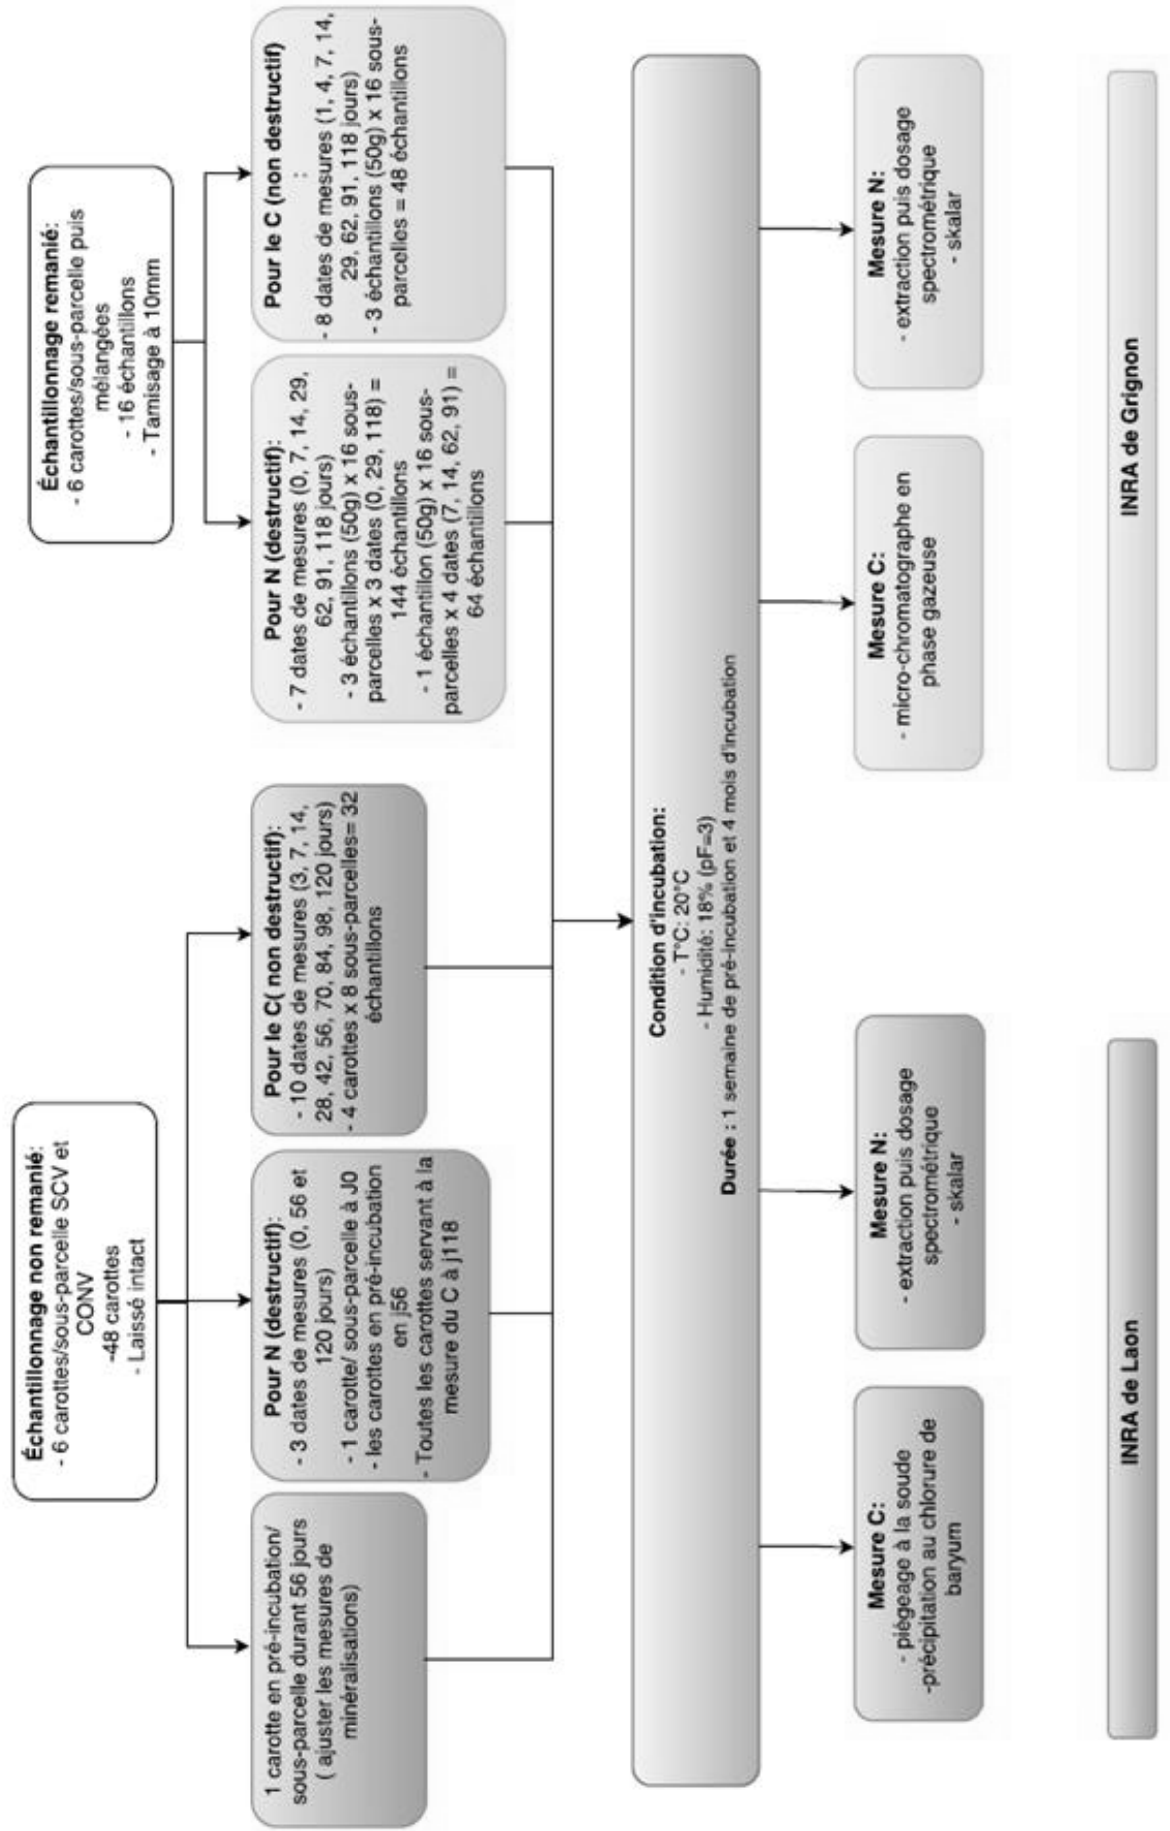 Échantillonnage non remanié:
- 6 carottes/sous-parcelle SCV et
CONV
-48 carottes
- Laissé intact
Échantillonnage remanié:
- 6 carottes/sous-parcelle puis
mélangées
- 16 échantillons
- Tamisage à 10mm
1 carotte en pré-incubation/
sous-parcelle durant 56 jours
( ajuster les mesures de
minéralisations)
Pour N (destructif):
- 3 dates de mesures (0, 56 et
120 jours)
- 1 carotte/ sous-parcelle à J0
- les carottes en pré-incubation
en j56
- Toutes les carottes servant à la
mesure du C à j118
Pour le C( non destructif):
- 10 dates de mesures (3, 7, 14,
28, 42, 56, 70, 84, 98, 120 jours)
- 4 carottes x 8 sous-parcelles= 32
échantillons
Pour N (destructif):
- 7 dates de mesures (0, 7, 14, 29,
62, 91, 118 jours)
- 3 échantillons (50g) x 16 sous-
parcelles x 3 dates (0, 29, 118) =
144 échantillons
- 1 échantillon (50g) x 16 sous-
parcelles x 4 dates (7, 14, 62, 91) =
64 échantillons
Pour le C (non destructif)
:
- 8 dates de mesures (1, 4, 7, 14,
29, 62, 91, 118 jours)
- 3 échantillons (50g) x 16 sous-
parcelles = 48 échantillons
Condition d'incubation:
- T°C: 20°C
- Humidité: 18% (pF=3)
Durée : 1 semaine de pré-incubation et 4 mois d'incubation
Mesure C:
- piégeage à la soude
-précipitation au chlorure de
baryum
Mesure N:
- extraction puis dosage
spectrométrique
- skalar
Mesure C:
- micro-chromatographe en
phase gazeuse
Mesure N:
- extraction puis dosage
spectrométrique
- skalar
INRA de Laon
INRA de Grignon